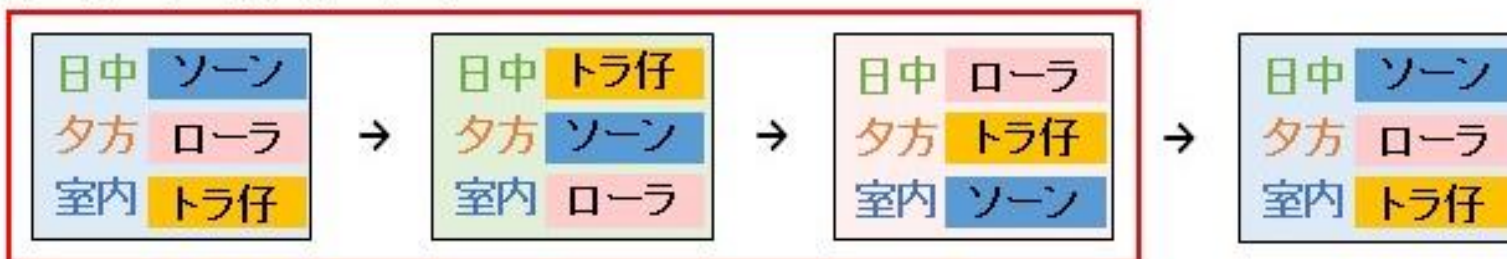 日中 ソーン
夕方 ローラ
室内 トラ仔
→
日中 トラ仔
夕方 ソーン
室内 ローラ
→
日中 ローラ
夕方 トラ仔
室内 ソーン
→
日中 ソーン
夕方 ローラ
室内 トラ仔